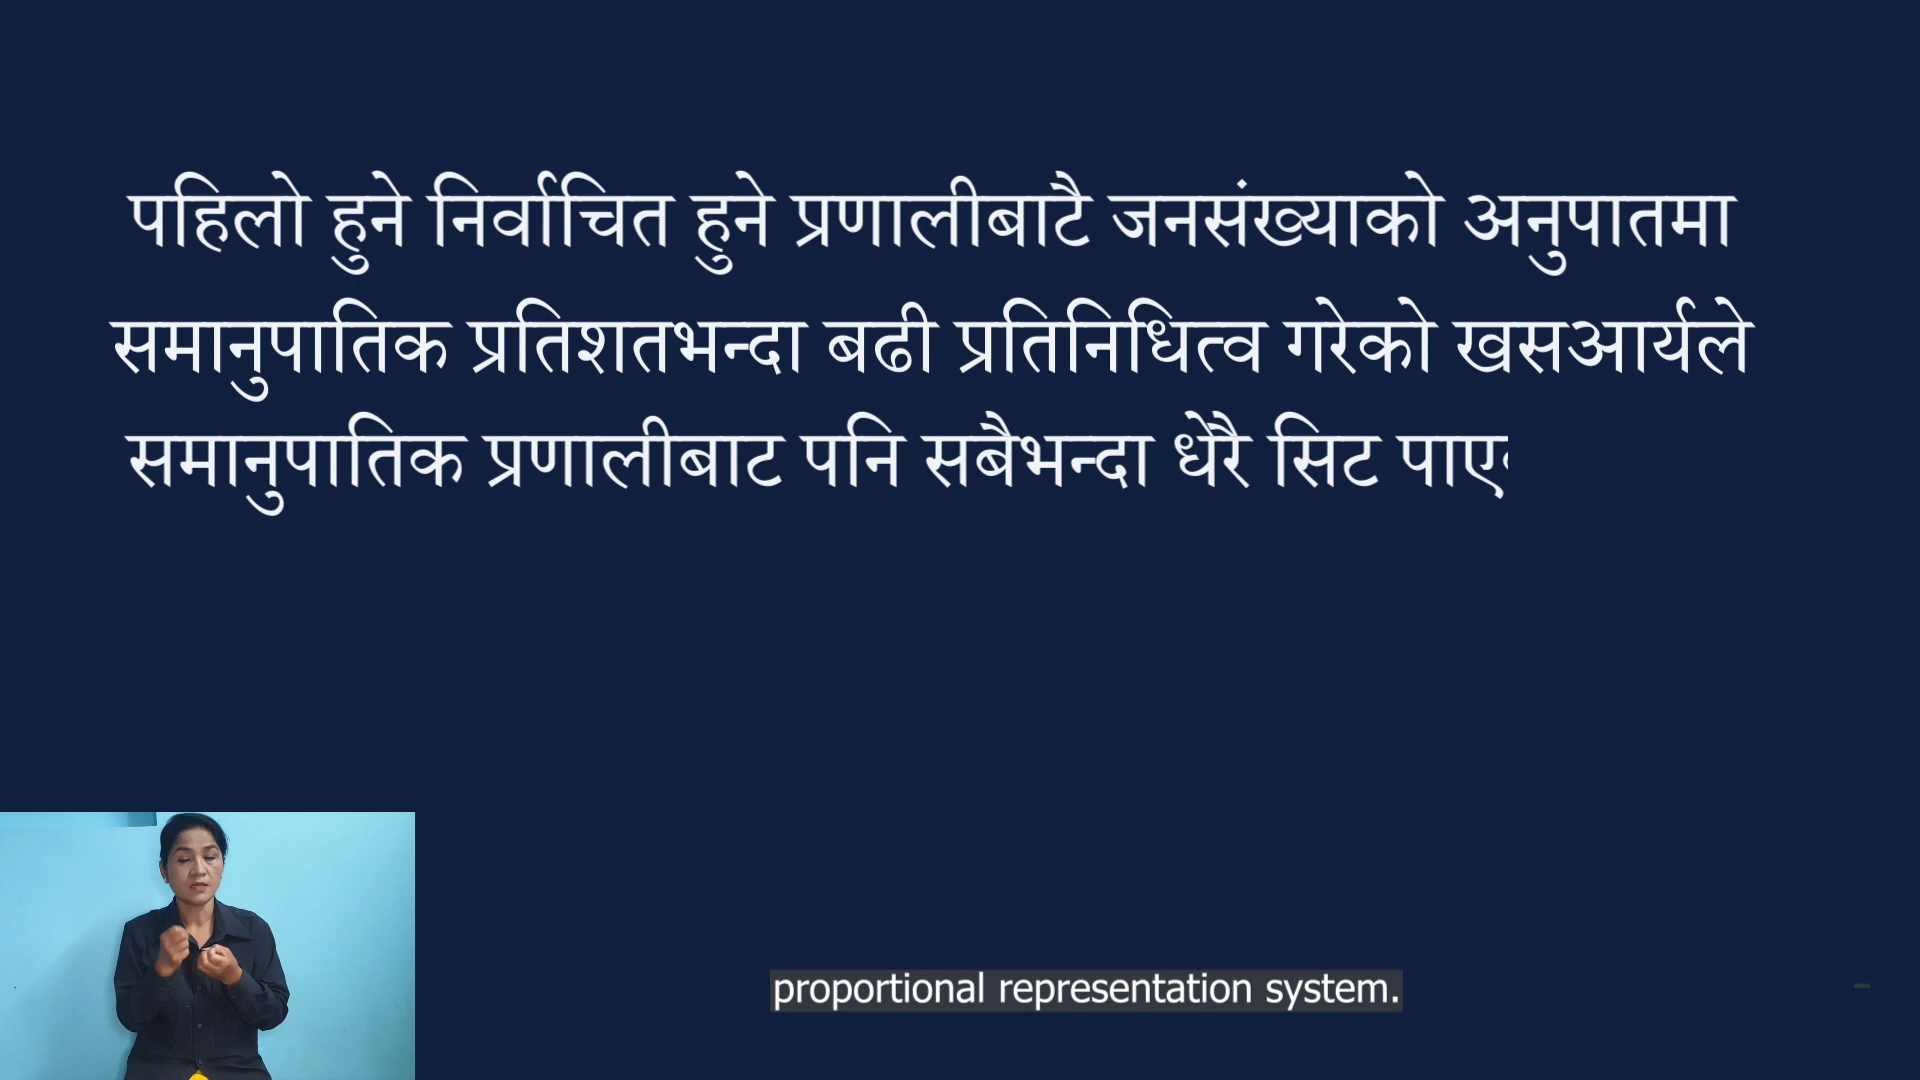 पहिलो हुने निर्वाचित हुने प्रणालीबाटै जनसंख्याको अनुपातमा
समानुपातिक प्रतिशतभन्दा बढी प्रतिनिधित्व गरेको खसआर्यले
समानुपातिक प्रणालीबाट पनि सबैभन्दा धेरै सिट
proportional representation system.